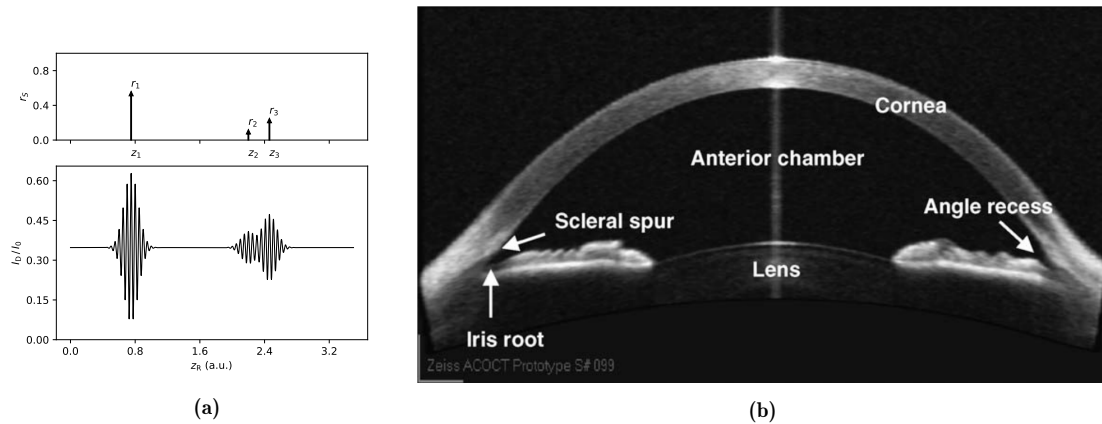 0.8
0.4
0.0
r_S
r_1
r_2
r_3
z_1
z_2
z_3
0.60
0.45
0.30
0.15
0.00
I_D/I_0
0.0
0.8
1.6
2.4
3.2
z_R (a.u.)
(a)
Cornea
Anterior chamber
Angle recess
Scleral spur
Lens
Iris root
Zeiss ACOCT Prototype S# 099
(b)